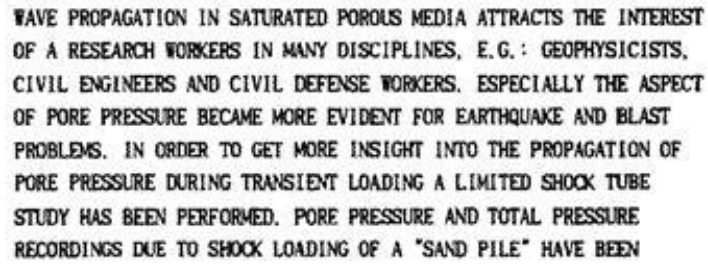 WAVE PROPAGATION IN SATURATED POROUS MEDIA ATTRACTS THE INTEREST
OF A RESEARCH WORKERS IN MANY DISCIPLINES, E.G.: GEOPHYSICISTS,
CIVIL ENGINEERS AND CIVIL DEFENSE WORKERS. ESPECIALLY THE ASPECT
OF PORE PRESSURE BECAME MORE EVIDENT FOR EARTHQUAKE AND BLAST
PROBLEMS. IN ORDER TO GET MORE INSIGHT INTO THE PROPAGATION OF
PORE PRESSURE DURING TRANSIENT LOADING A LIMITED SHOCK TUBE
STUDY HAS BEEN PERFORMED. PORE PRESSURE AND TOTAL PRESSURE
RECORDINGS DUE TO SHOCK LOADING OF A "SAND PILE" HAVE BEEN